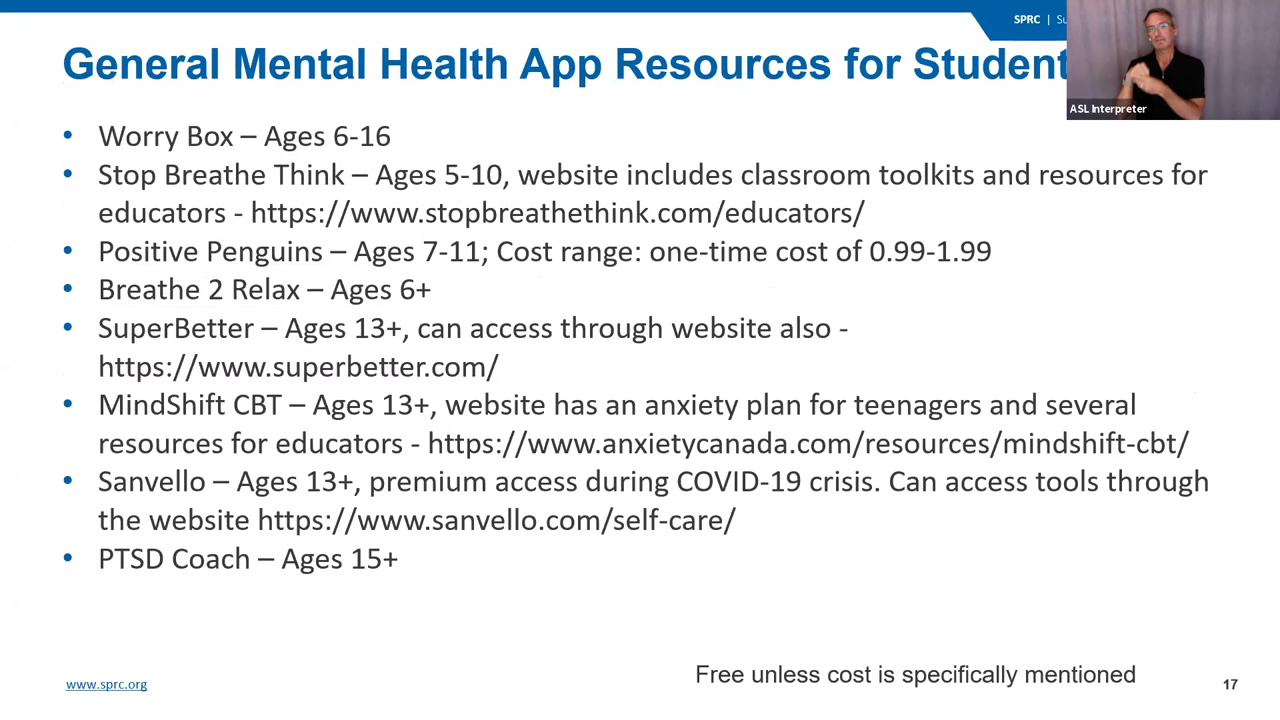 SPRC |
General Mental Health App Resources for Student
ASL Interpreter
• Worry Box – Ages 6-16
• Stop Breathe Think – Ages 5-10, website includes classroom toolkits and resources for
educators - https://www.stopbreathethink.com/educators/
• Positive Penguins – Ages 7-11; Cost range: one-time cost of 0.99-1.99
• Breathe 2 Relax – Ages 6+
• SuperBetter – Ages 13+, can access through website also -
https://www.superbetter.com/
• MindShift CBT – Ages 13+, website has an anxiety plan for teenagers and several
resources for educators - https://www.anxietycanada.com/resources/mindshift-cbt/
• Sanvello – Ages 13+, premium access during COVID-19 crisis. Can access tools through
the website https://www.sanvello.com/self-care/
• PTSD Coach – Ages 15+
Free unless cost is specifically mentioned
www.sprc.org
17